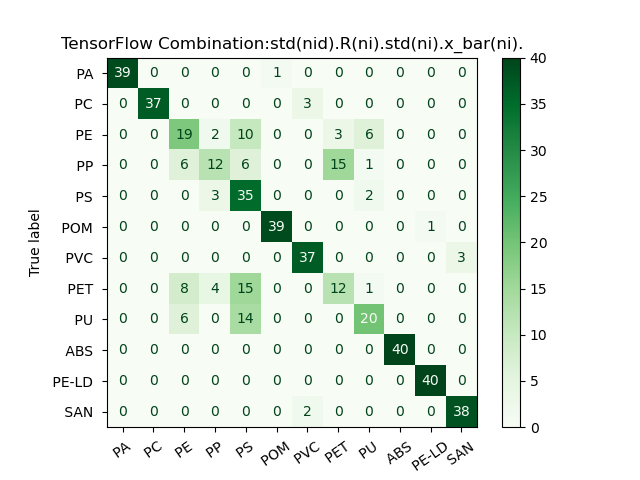 TensorFlow Combination:std(nid).R(ni).std(ni).x_bar(ni).
PA 39 0 0 0 0 1 0 0 0 0 0 0
PC 0 37 0 0 0 0 3 0 0 0 0 0
PE 0 0 19 2 10 0 0 3 6 0 0 0
PP 0 0 6 12 6 0 0 15 1 0 0 0
PS 0 0 0 3 35 0 0 0 2 0 0 0
POM 0 0 0 0 0 39 0 0 0 0 1 0
PVC 0 0 0 0 0 0 37 0 0 0 0 3
PET 0 0 8 4 15 0 0 12 1 0 0 0
PU 0 0 6 0 14 0 0 0 20 0 0 0
ABS 0 0 0 0 0 0 0 0 0 40 0 0
PE-LD 0 0 0 0 0 0 0 0 0 0 40 0
SAN 0 0 0 0 0 0 2 0 0 0 0 38
True label
PA PC PE PP PS POM PVC PET PU ABS PE-LD SAN
40
35
30
25
20
15
10
5
0